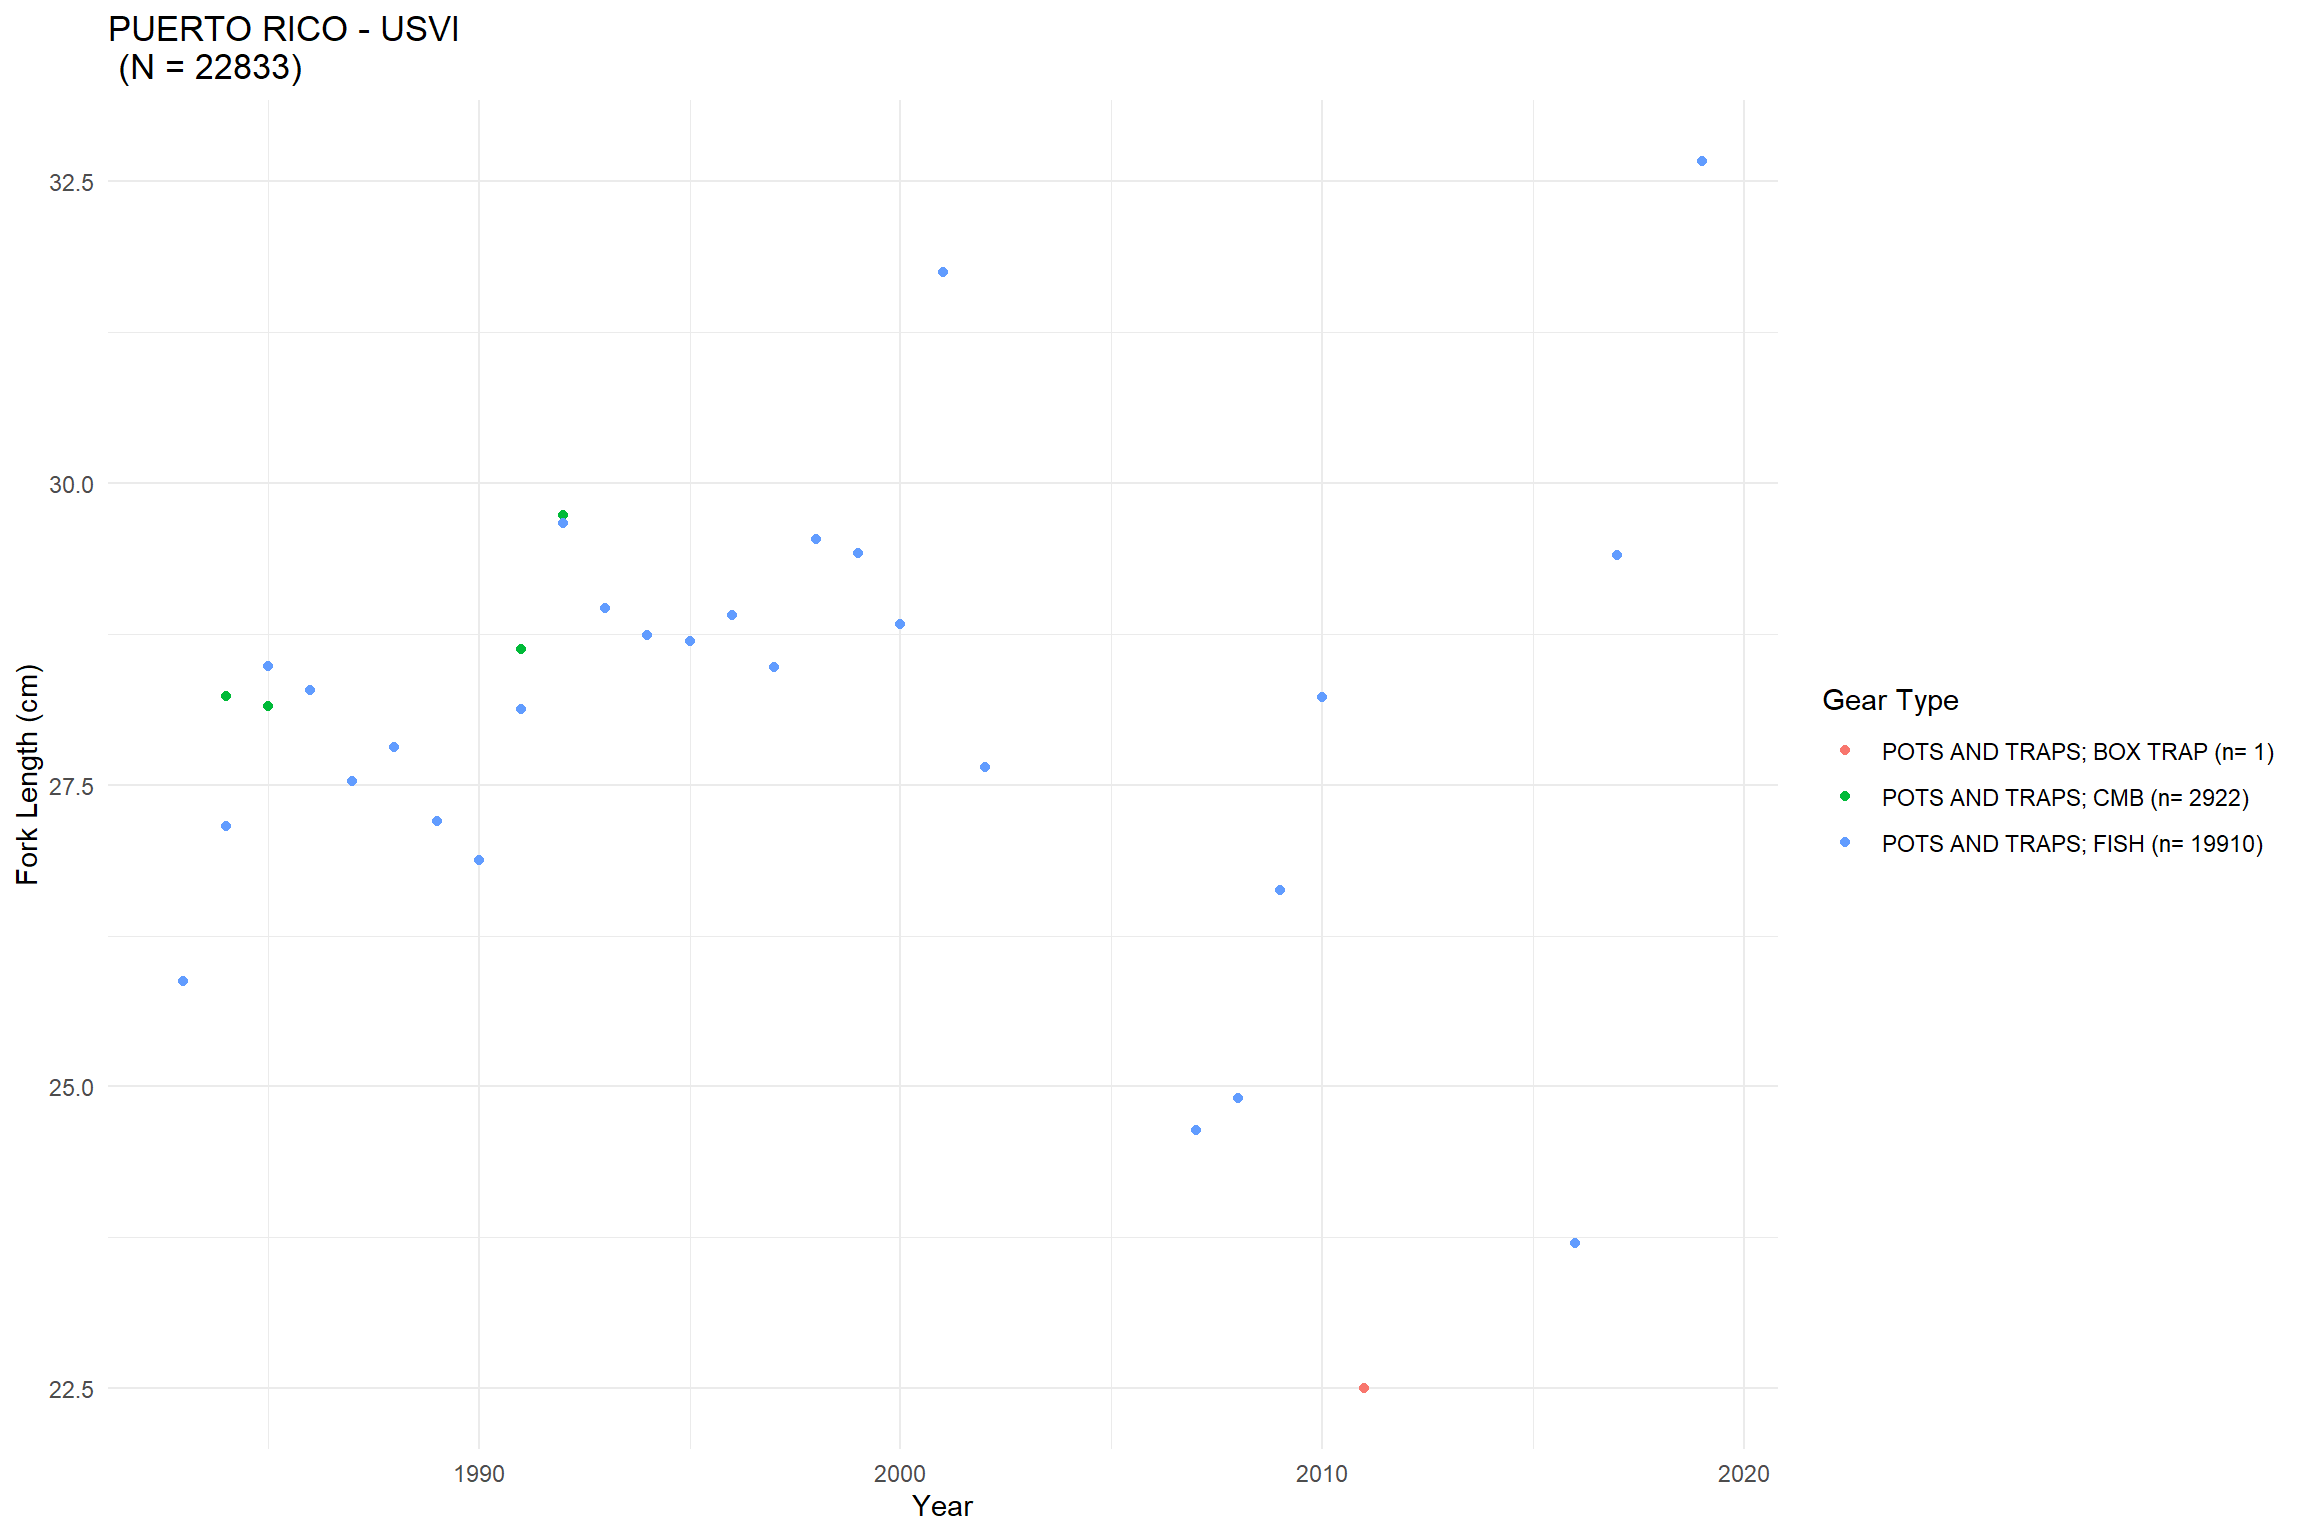 PUERTO RICO - USVI
(N = 22833)
32.5
30.0
27.5
25.0
22.5
Fork Length (cm)
1990
2000
2010
2020
Year
Gear Type
POTS AND TRAPS; BOX TRAP (n= 1)
POTS AND TRAPS; CMB (n= 2922)
POTS AND TRAPS; FISH (n= 19910)